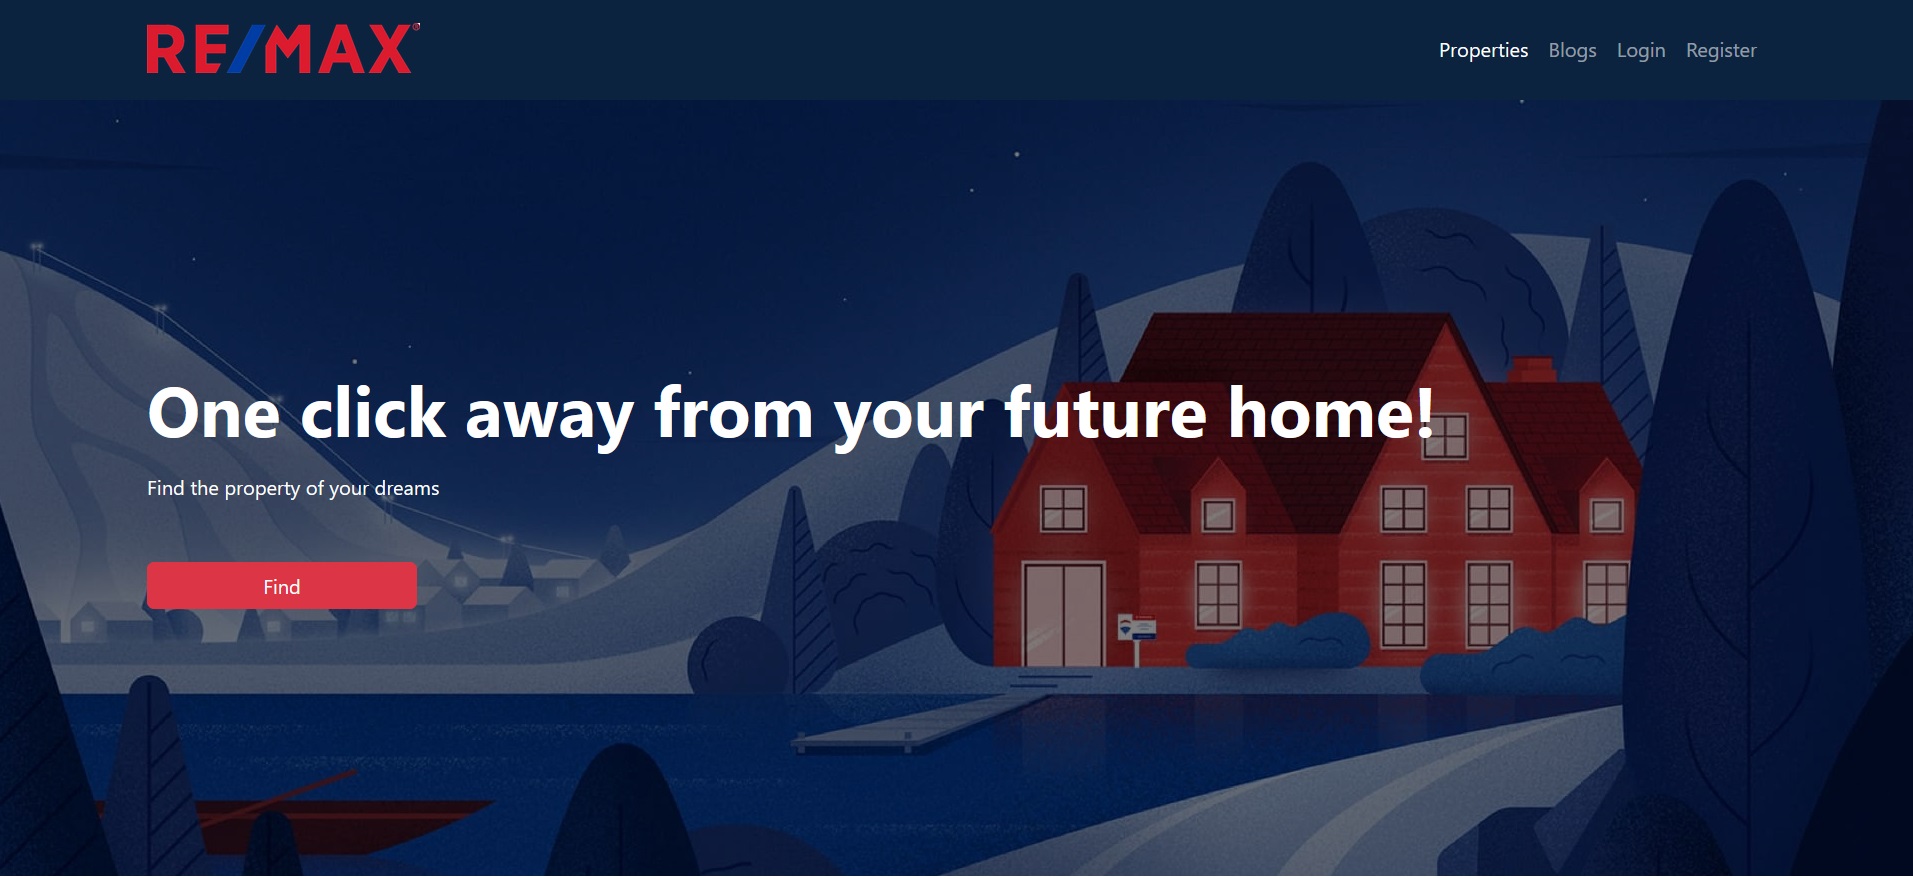 RE/MAX®
Properties Blogs Login Register
One click away from your future home!
Find the property of your dreams
Find